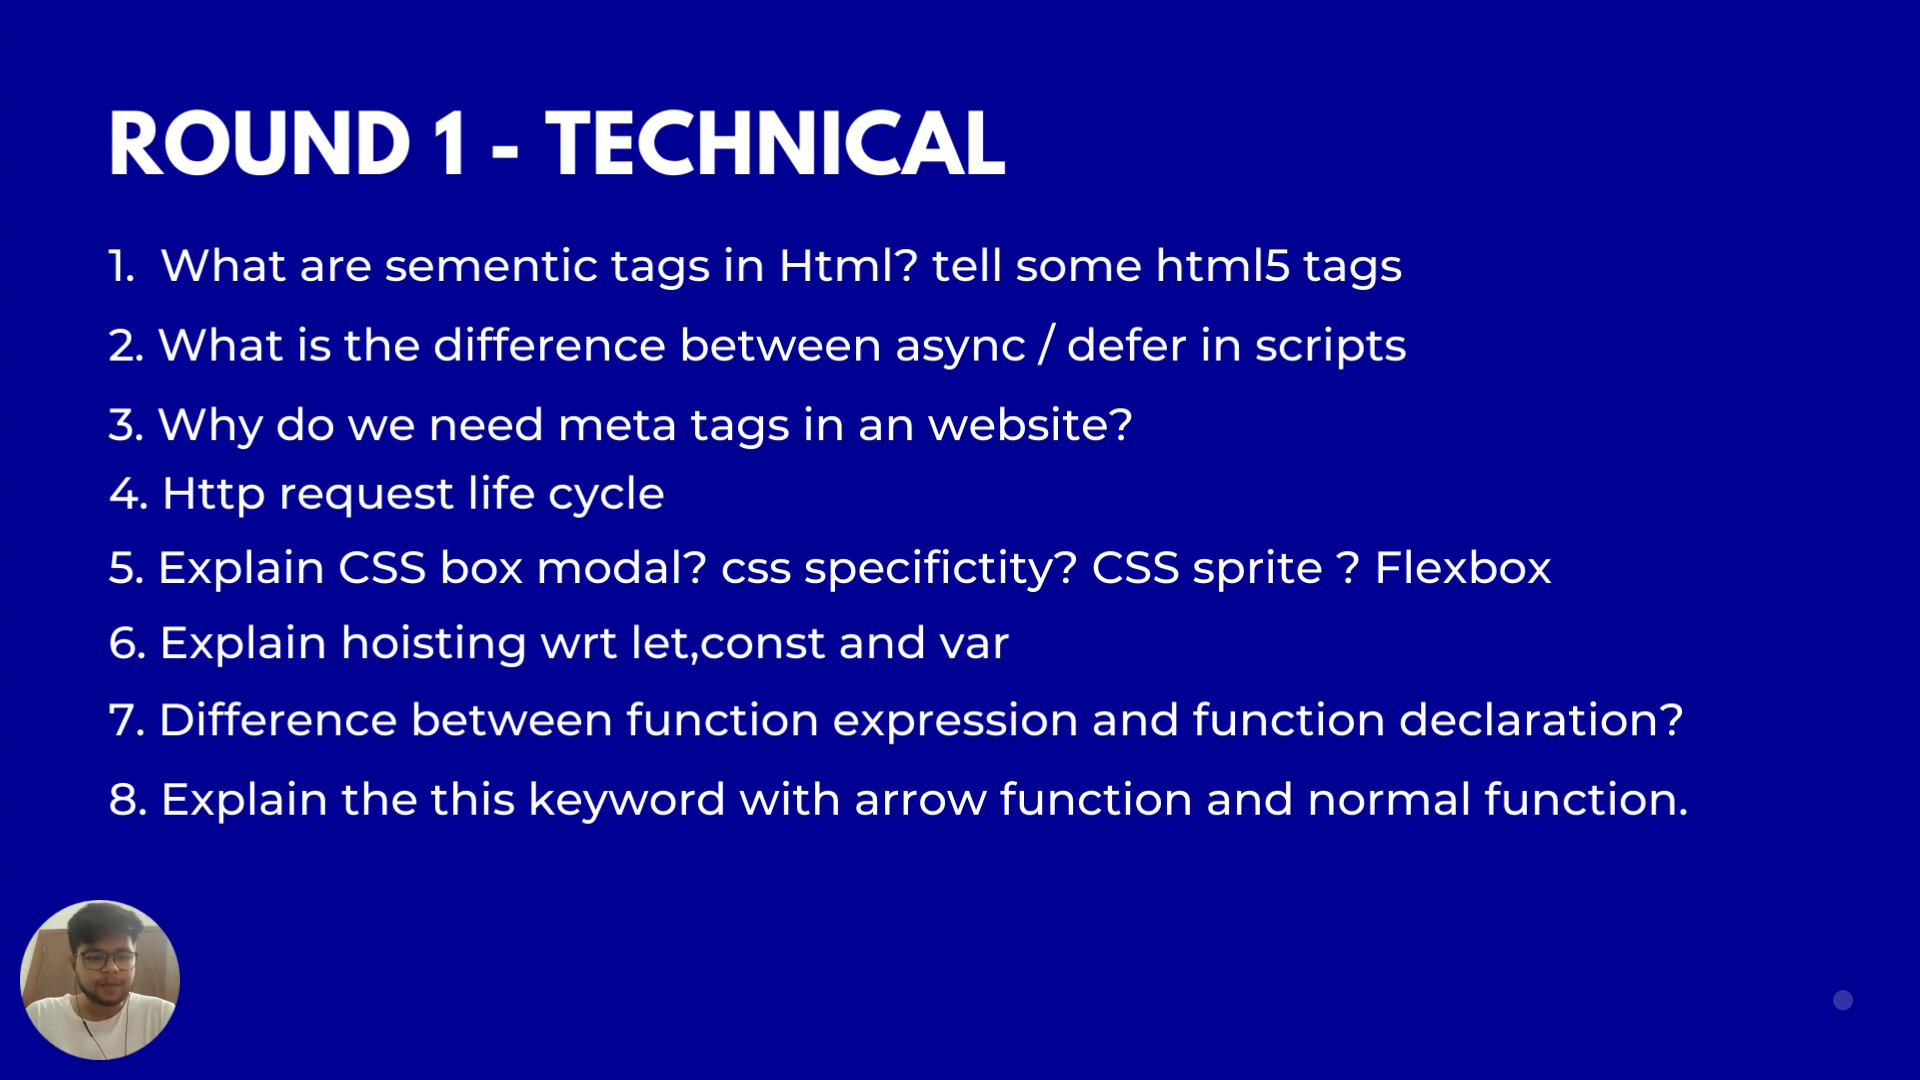 ROUND 1 - TECHNICAL
1. What are sementic tags in Html? tell some html5 tags
2. What is the difference between async / defer in scripts
3. Why do we need meta tags in an website?
4. Http request life cycle
5. Explain CSS box modal? css specifictity? CSS sprite ? Flexbox
6. Explain hoisting wrt let,const and var
7. Difference between function expression and function declaration?
8. Explain the this keyword with arrow function and normal function.